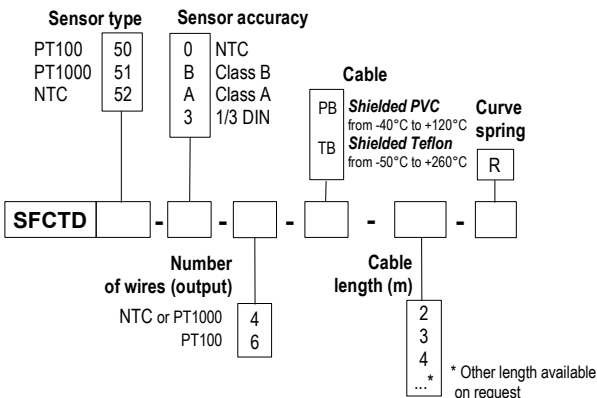 Sensor type
PT100 50
PT1000 51
NTC 52
Sensor accuracy
0 NTC
B Class B
A Class A
3 1/3 DIN
Cable
PB Shielded PVC
from -40°C to +120°C
TB Shielded Teflon
from -50°C to +260°C
Curve
spring
R
SFCTD - - - - -
Number
of wires (output)
NTC or PT1000 4
PT100 6
Cable
length (m)
2
3
4
...*
* Other length available
on request